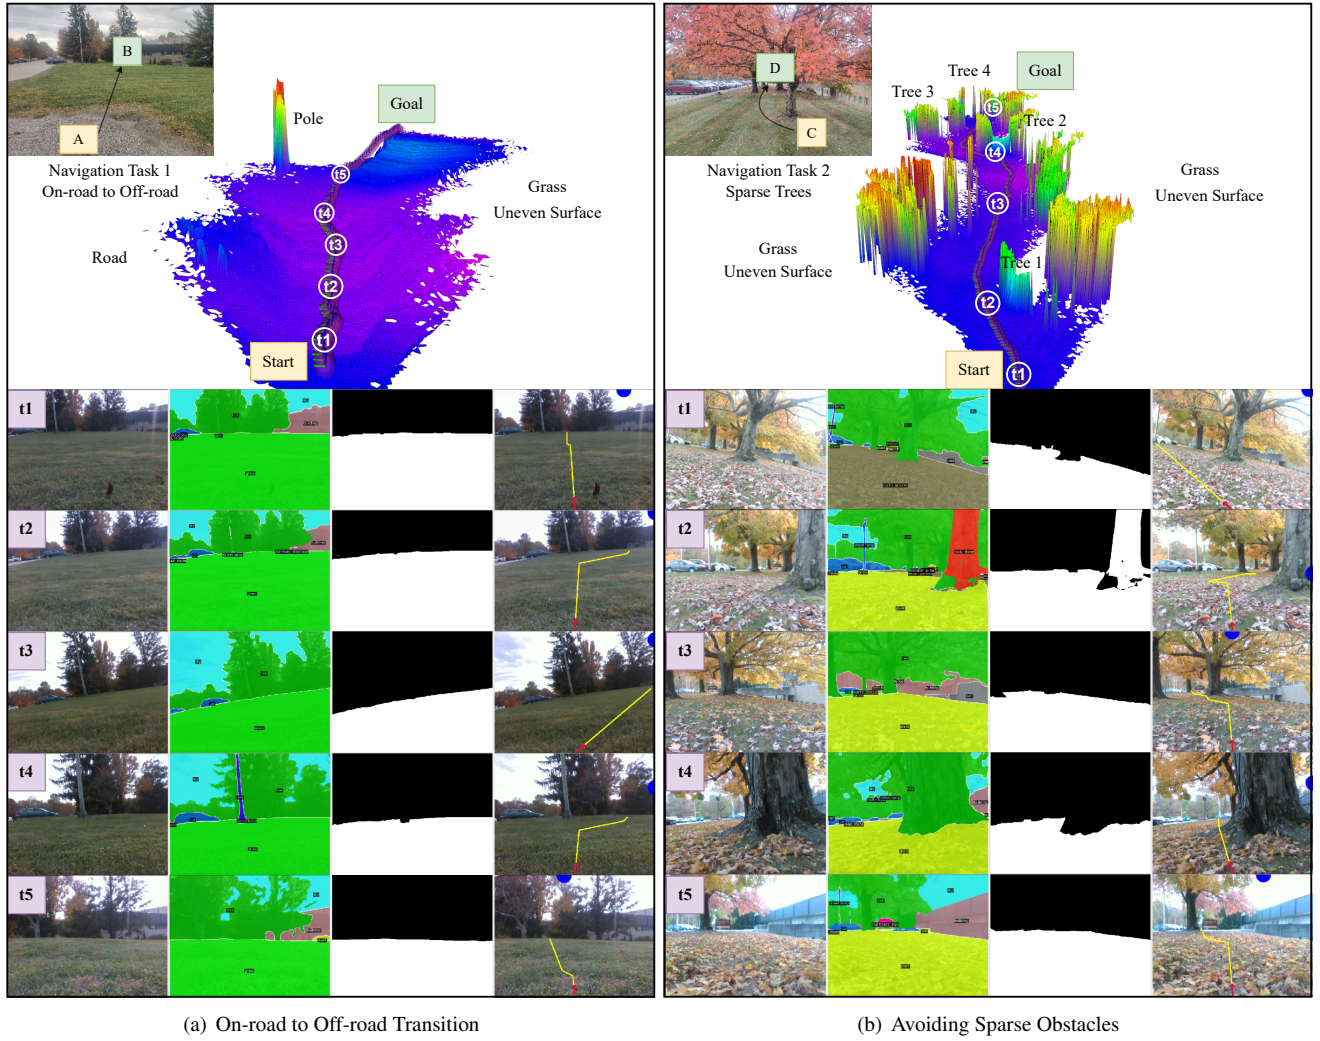 B
A
Navigation Task 1
On-road to Off-road
Pole
Goal
Grass
Uneven Surface
Road
t5
t4
t3
t2
t1
Start
t1
t2
t3
t4
t5
(a) On-road to Off-road Transition
D
C
Navigation Task 2
Sparse Trees
Tree 4
Goal
Tree 3
Tree 2
Grass
Uneven Surface
Grass
Uneven Surface
Tree 1
t5
t4
t3
t2
t1
Start
t1
t2
t3
t4
t5
(b) Avoiding Sparse Obstacles